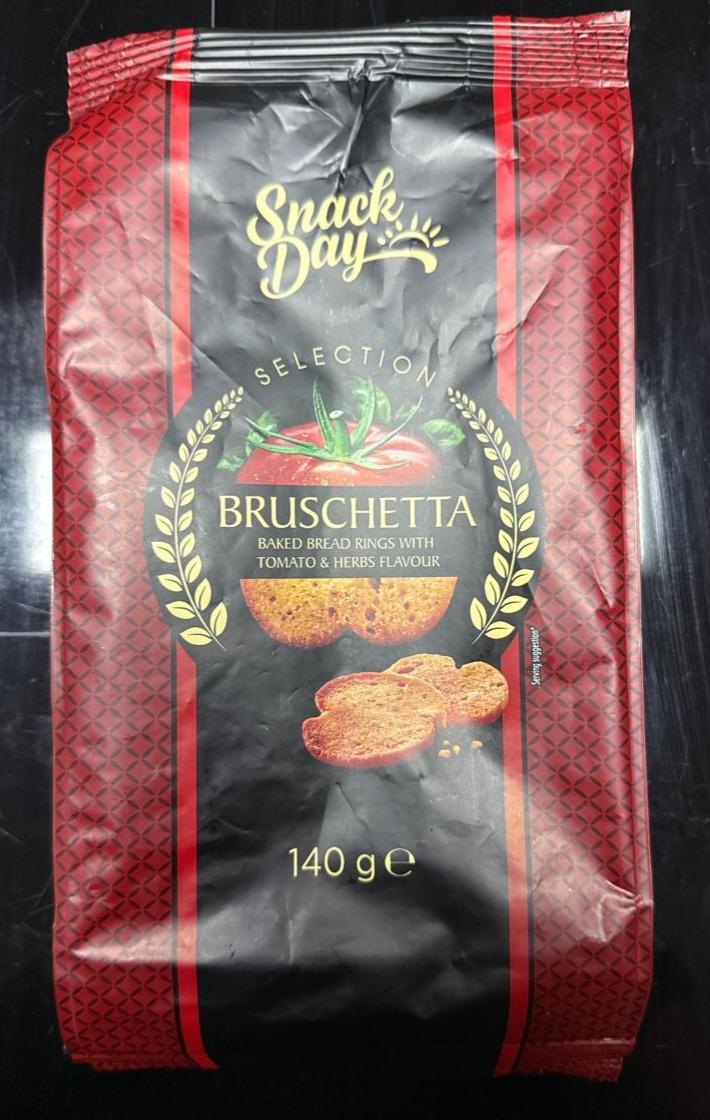 Snack
Day
SELECTION
BRUSCHETTA
BAKED BREAD RINGS WITH
TOMATO & HERBS FLAVOUR
Serving suggestion*
140 g ℮